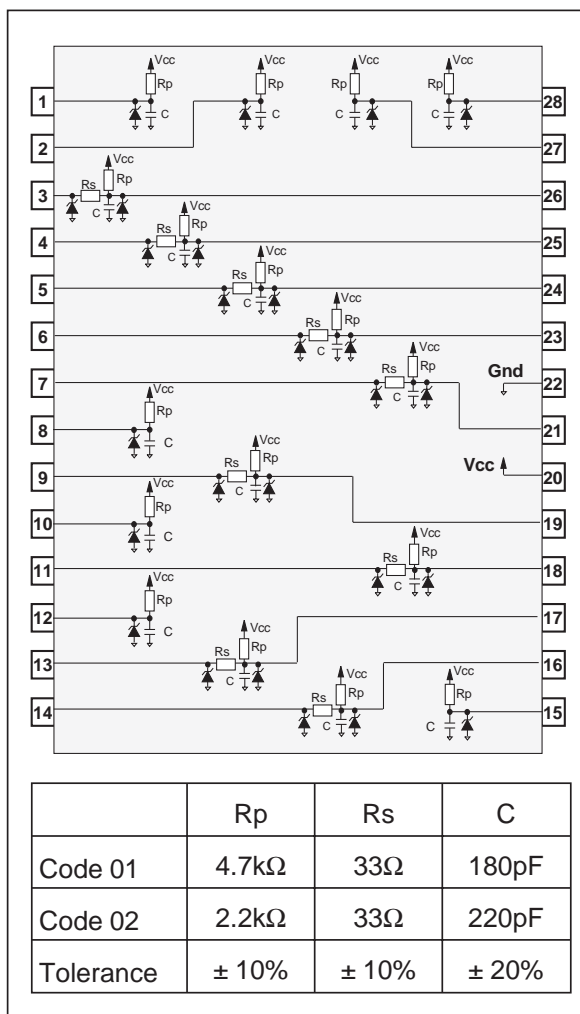 Vcc Vcc Vcc Vcc
Rp Rp Rp Rp
1 C C C C 28
2 27
Vcc
Rs Rp
3 26
C Vcc
Rs Rp
4 25
C Vcc
Rs Rp
5 24
C Vcc
Rs Rp
6 23
C Vcc
Rs Rp
7 Gnd 22
Vcc C
Rp
8 21
C Vcc Vcc
Rs Rp
9 20
Vcc C
Rp
10 19
C Vcc
Rs Rp
11 18
Vcc C
Rp
12 17
C Vcc
Rs Rp
13 16
C Vcc Vcc
Rs Rp Rp
14 15
C C
Rp Rs C
Code 01 4.7kΩ 33Ω 180pF
Code 02 2.2kΩ 33Ω 220pF
Tolerance ± 10% ± 10% ± 20%